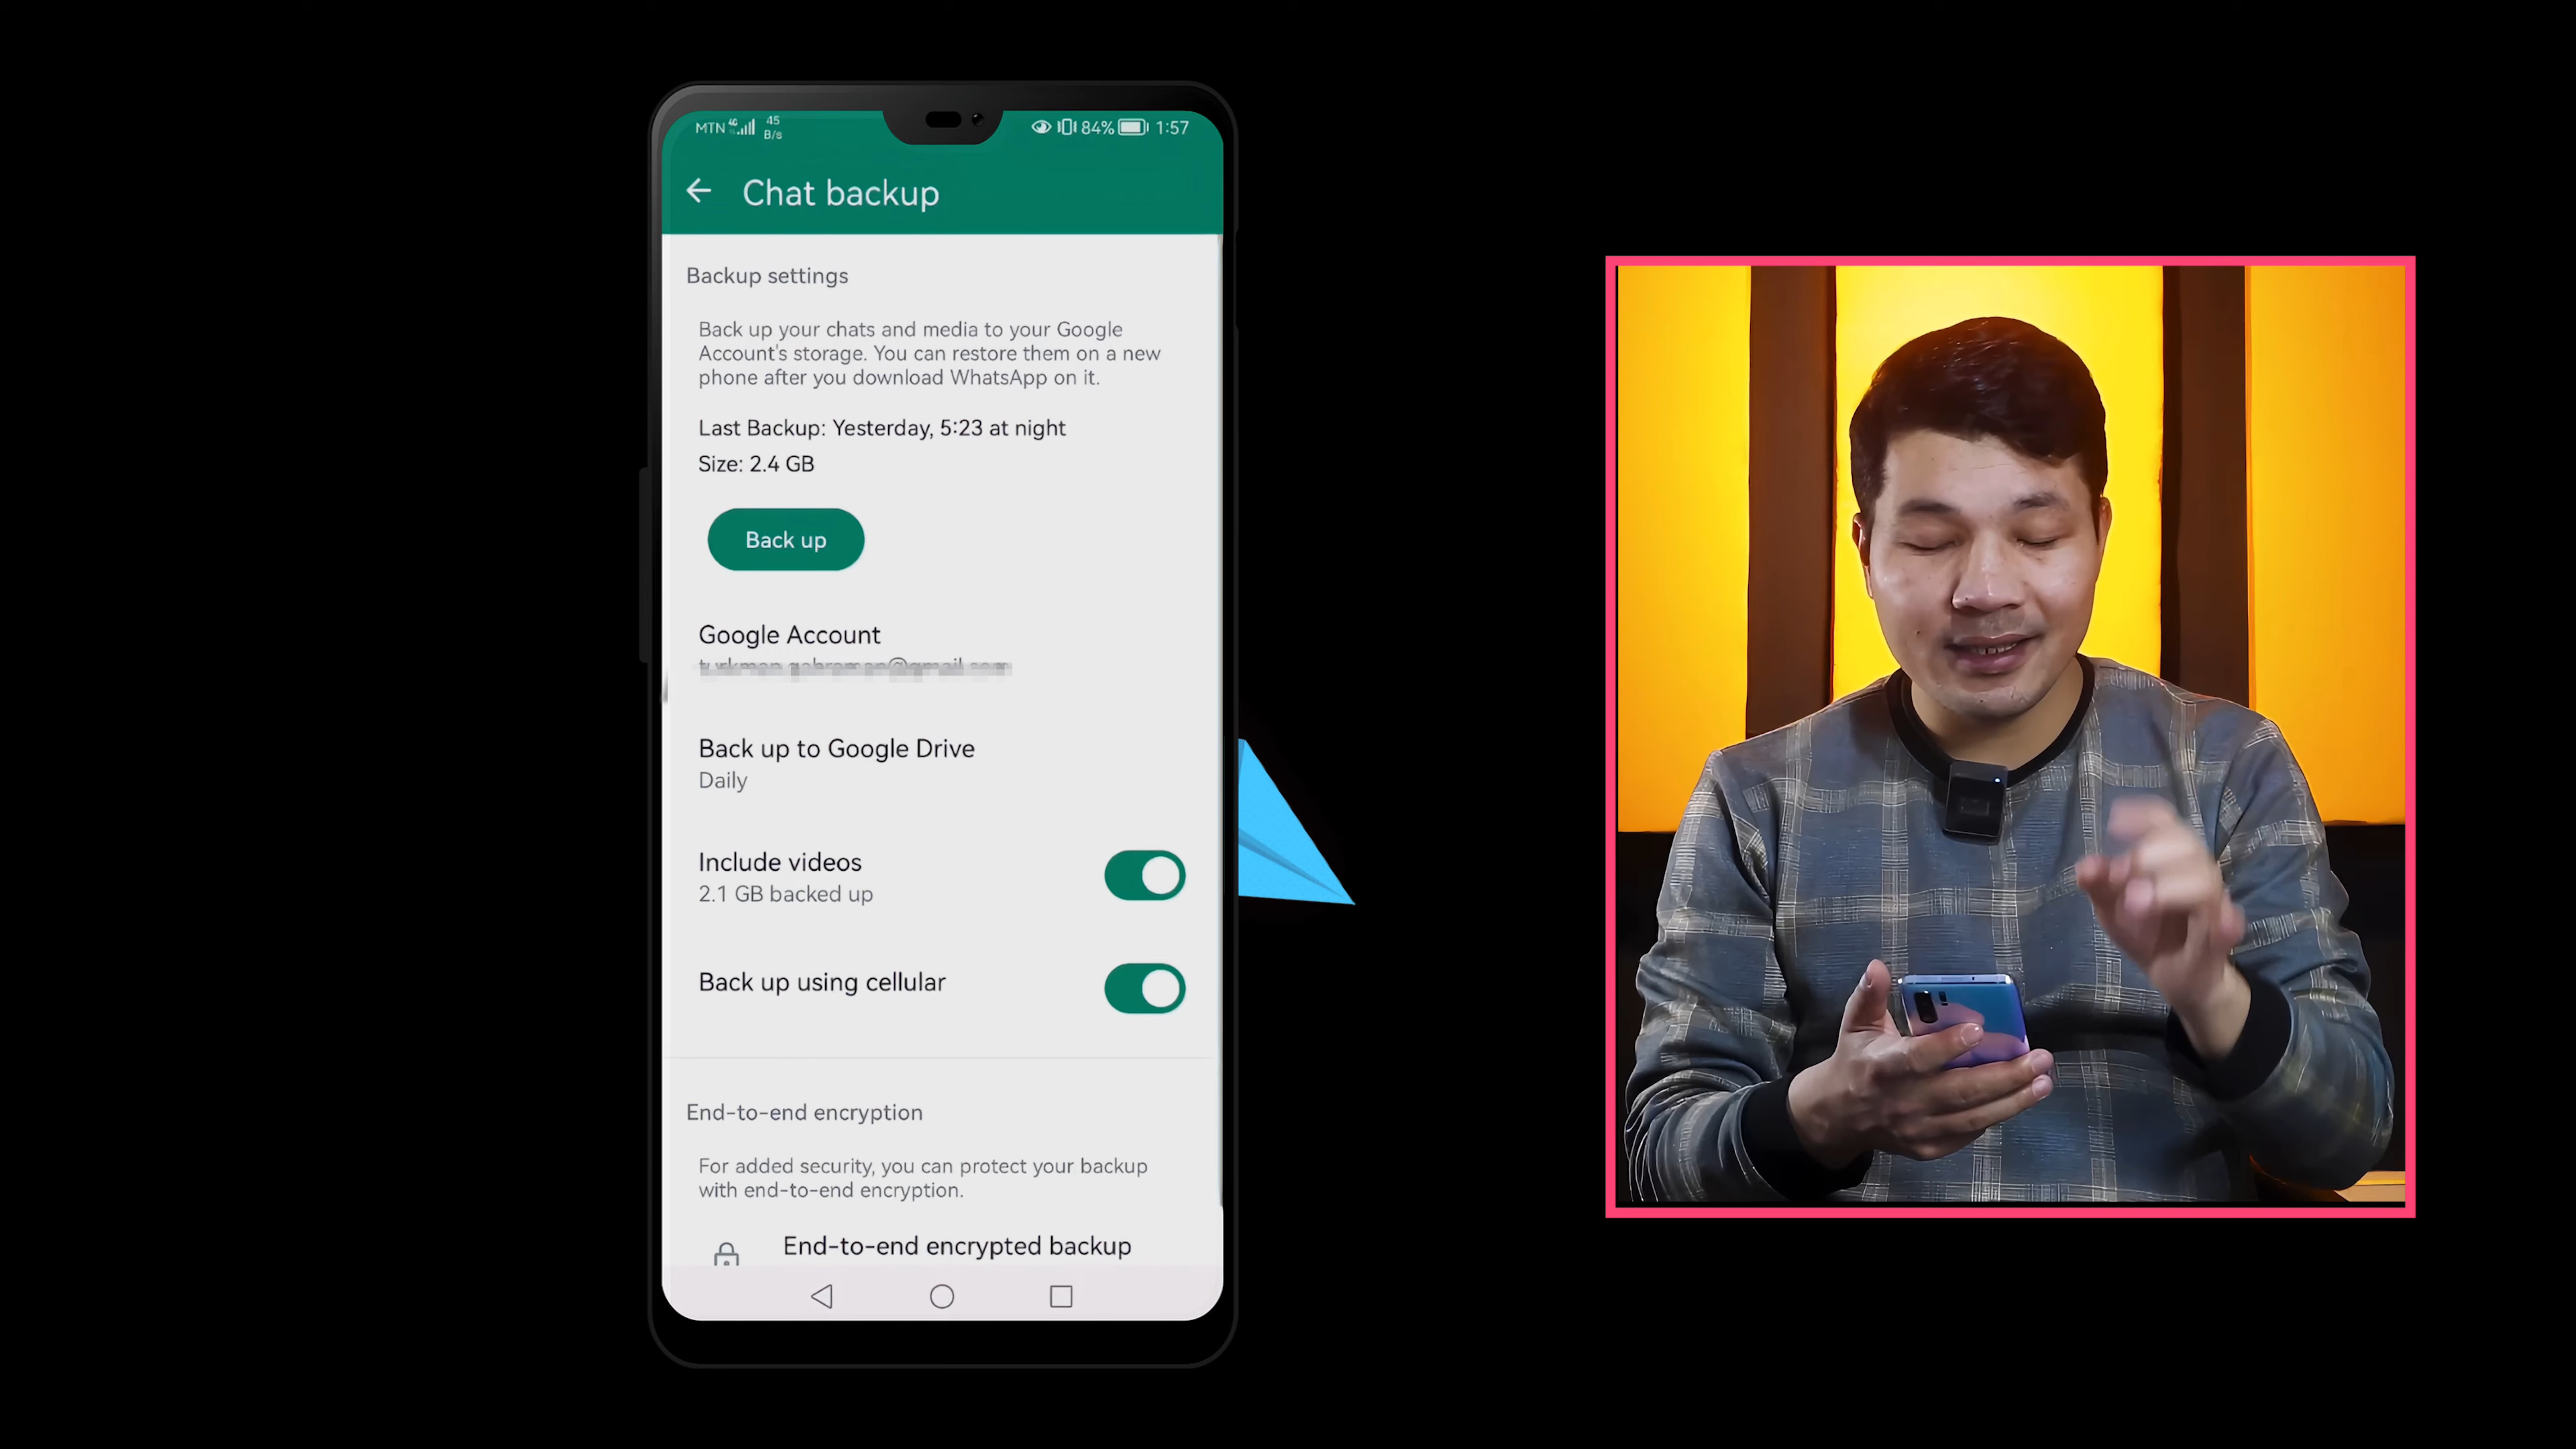 MTN 4G 45 B/s 84% 1:57
Chat backup
Backup settings
Back up your chats and media to your Google
Account's storage. You can restore them on a new
phone after you download WhatsApp on it.
Last Backup: Yesterday, 5:23 at night
Size: 2.4 GB
Back up
Google Account
Back up to Google Drive
Daily
Include videos
2.1 GB backed up
Back up using cellular
End-to-end encryption
For added security, you can protect your backup
with end-to-end encryption.
End-to-end encrypted backup